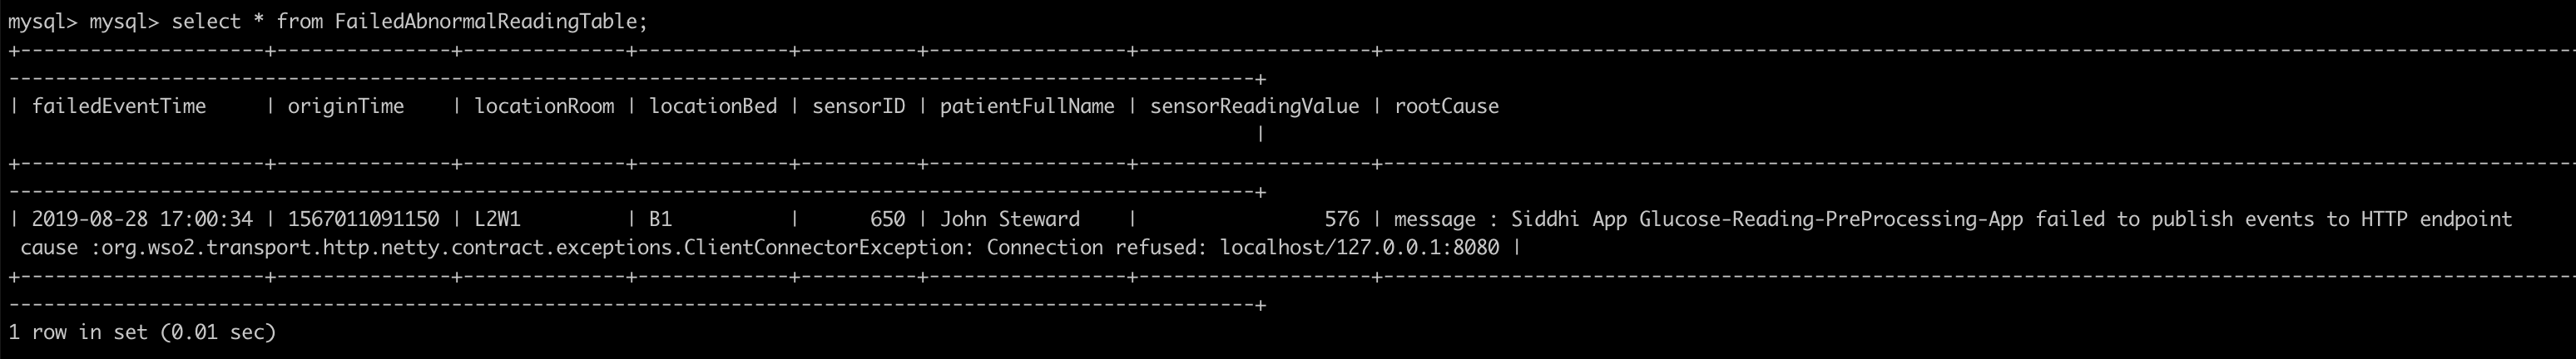 mysql> mysql> select * from FailedAbnormalReadingTable;
| failedEventTime | originTime | locationRoom | locationBed | sensorID | patientFullName | sensorReadingValue | rootCause
|
| 2019-08-28 17:00:34 | 1567011091150 | L2W1 | B1 | 650 | John Steward | 576 | message : Siddhi App Glucose-Reading-PreProcessing-App failed to publish events to HTTP endpoint
cause :org.wso2.transport.http.netty.contract.exceptions.ClientConnectorException: Connection refused: localhost/127.0.0.1:8080 |
1 row in set (0.01 sec)